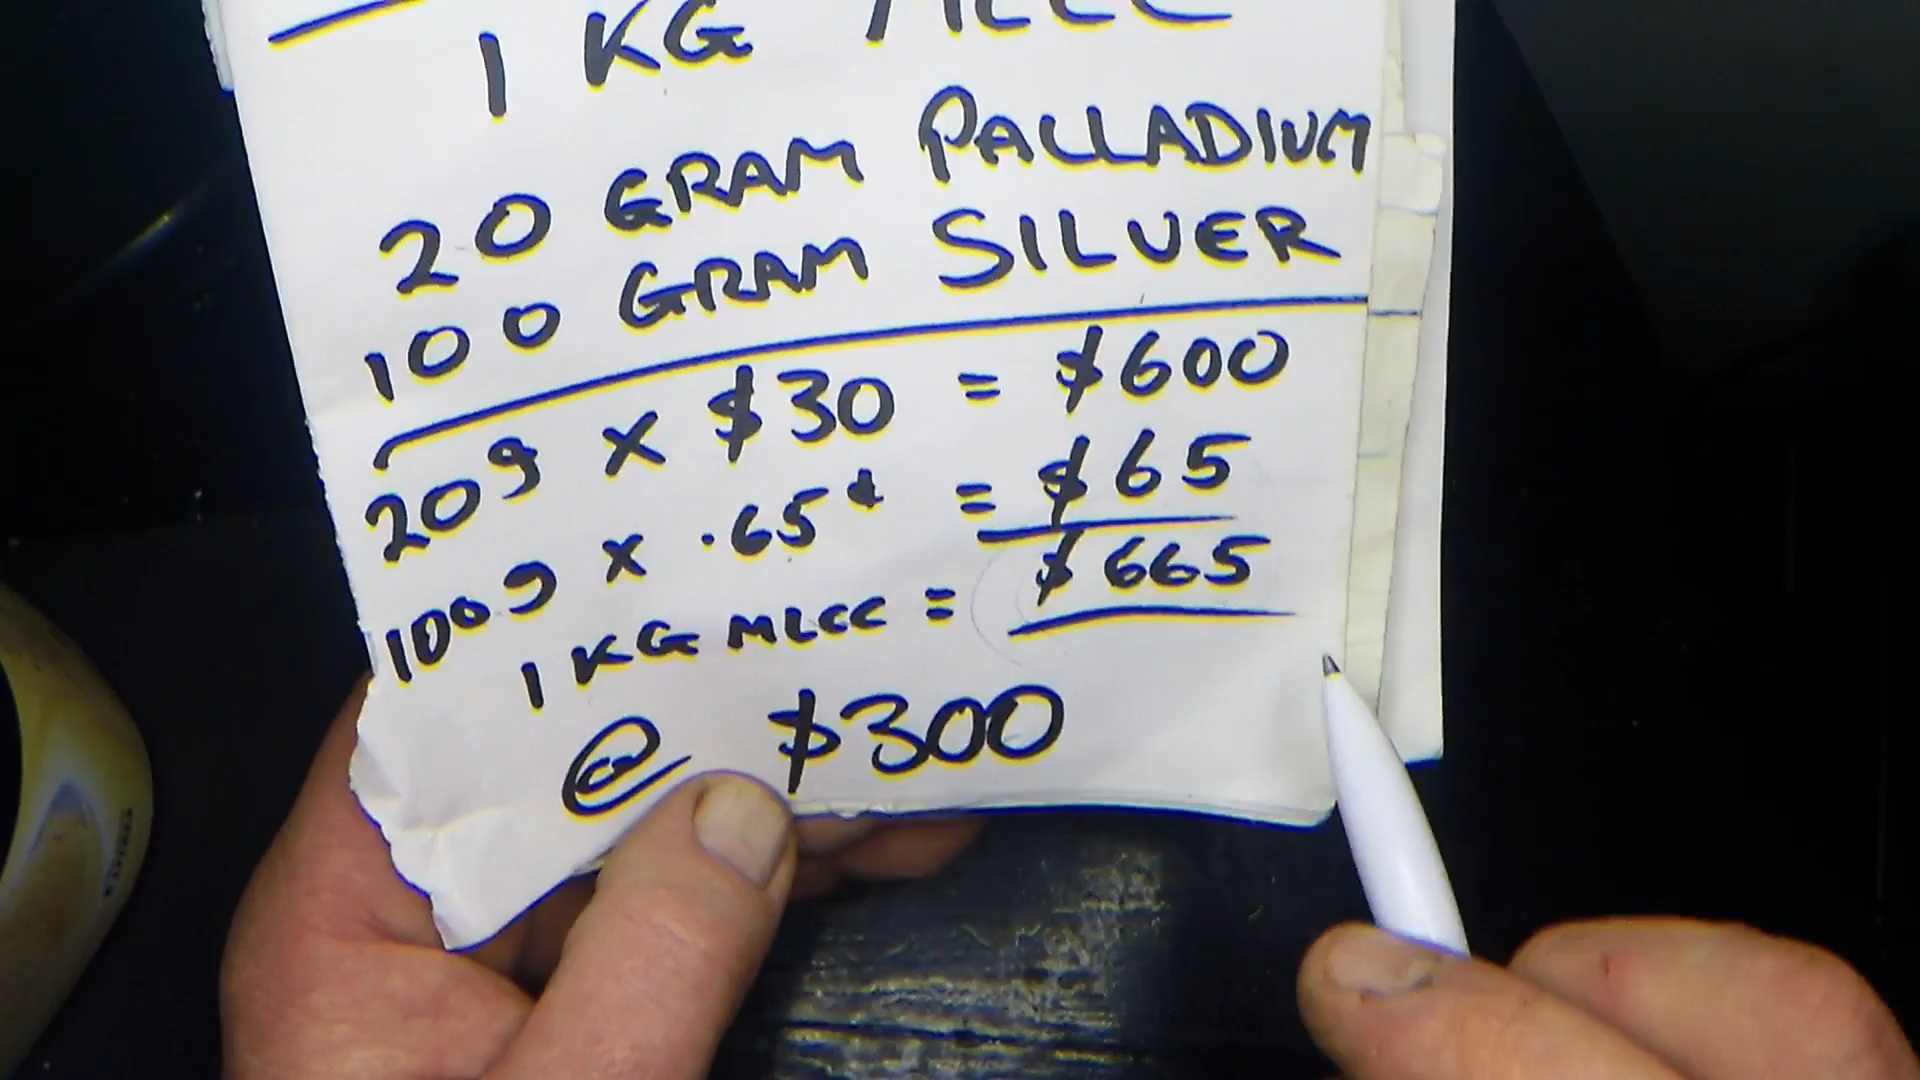 1 KG MLCC
20 GRAM PALLADIUM
100 GRAM SILVER
20g x $30 = $600
100g x .65¢ = $65
1 KG MLCC = $665
@ $300